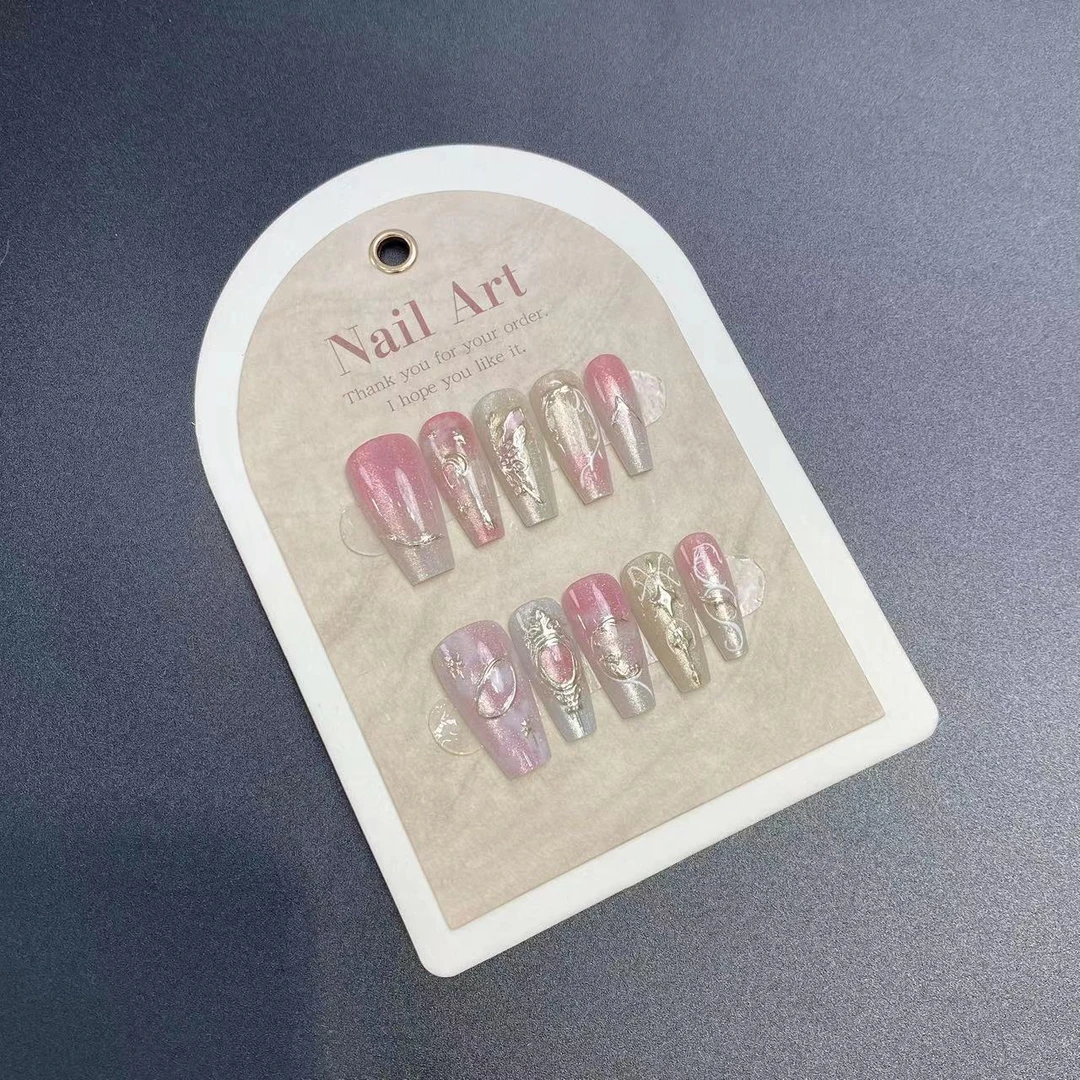 Nail Art
Thank you for your order.
I hope you like it.